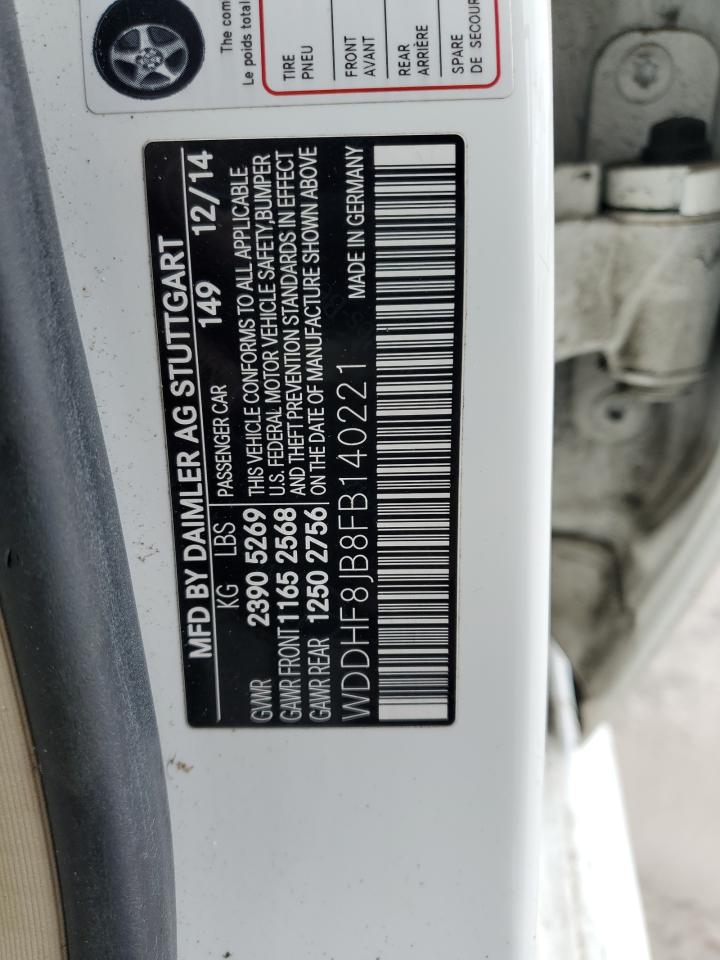 The com
Le poids total
TIRE
PNEU
FRONT
AVANT
REAR
ARRIÈRE
SPARE
DE SECOUR
MFD BY DAIMLER AG STUTTGART
149 12/14
KG LBS
GVWR 2390 5269
GAWR FRONT 1165 2568
GAWR REAR 1250 2756
PASSENGER CAR
THIS VEHICLE CONFORMS TO ALL APPLICABLE
U.S. FEDERAL MOTOR VEHICLE SAFETY,BUMPER
AND THEFT PREVENTION STANDARDS IN EFFECT
ON THE DATE OF MANUFACTURE SHOWN ABOVE
WDDHF8JB8FB140221 MADE IN GERMANY